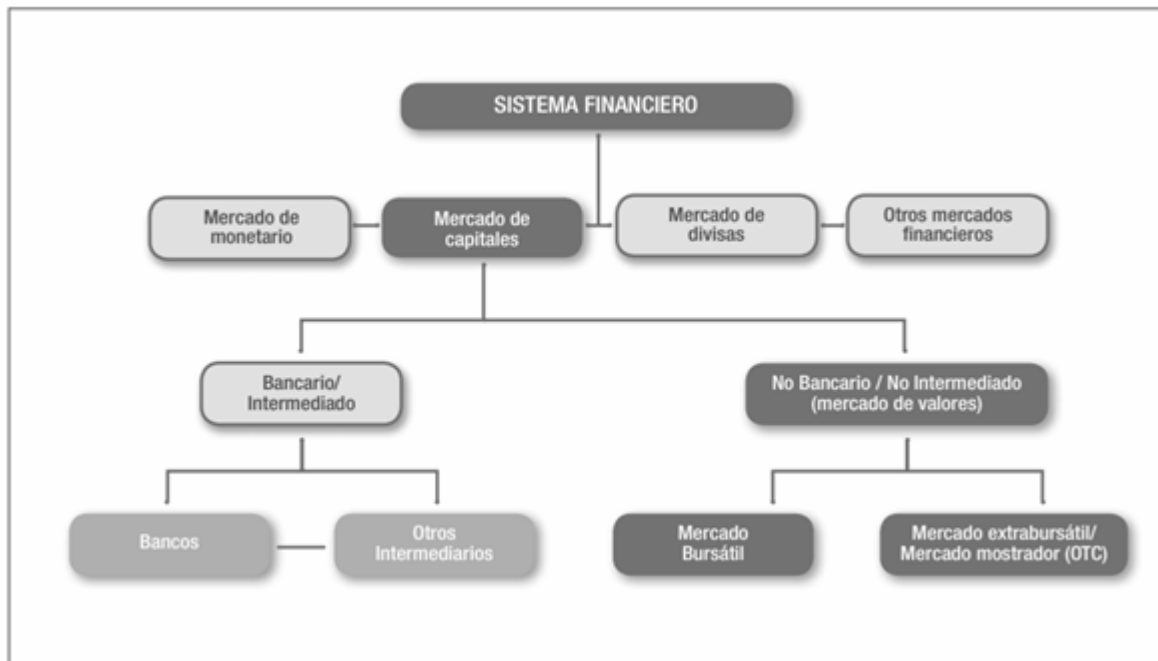 SISTEMA FINANCIERO
Mercado de
monetario
Mercado de
capitales
Mercado de
divisas
Otros mercados
financieros
Bancario/
Intermediado
No Bancario / No Intermediado
(mercado de valores)
Bancos
Otros
Intermediarios
Mercado
Bursátil
Mercado extrabursátil/
Mercado mostrador (OTC)